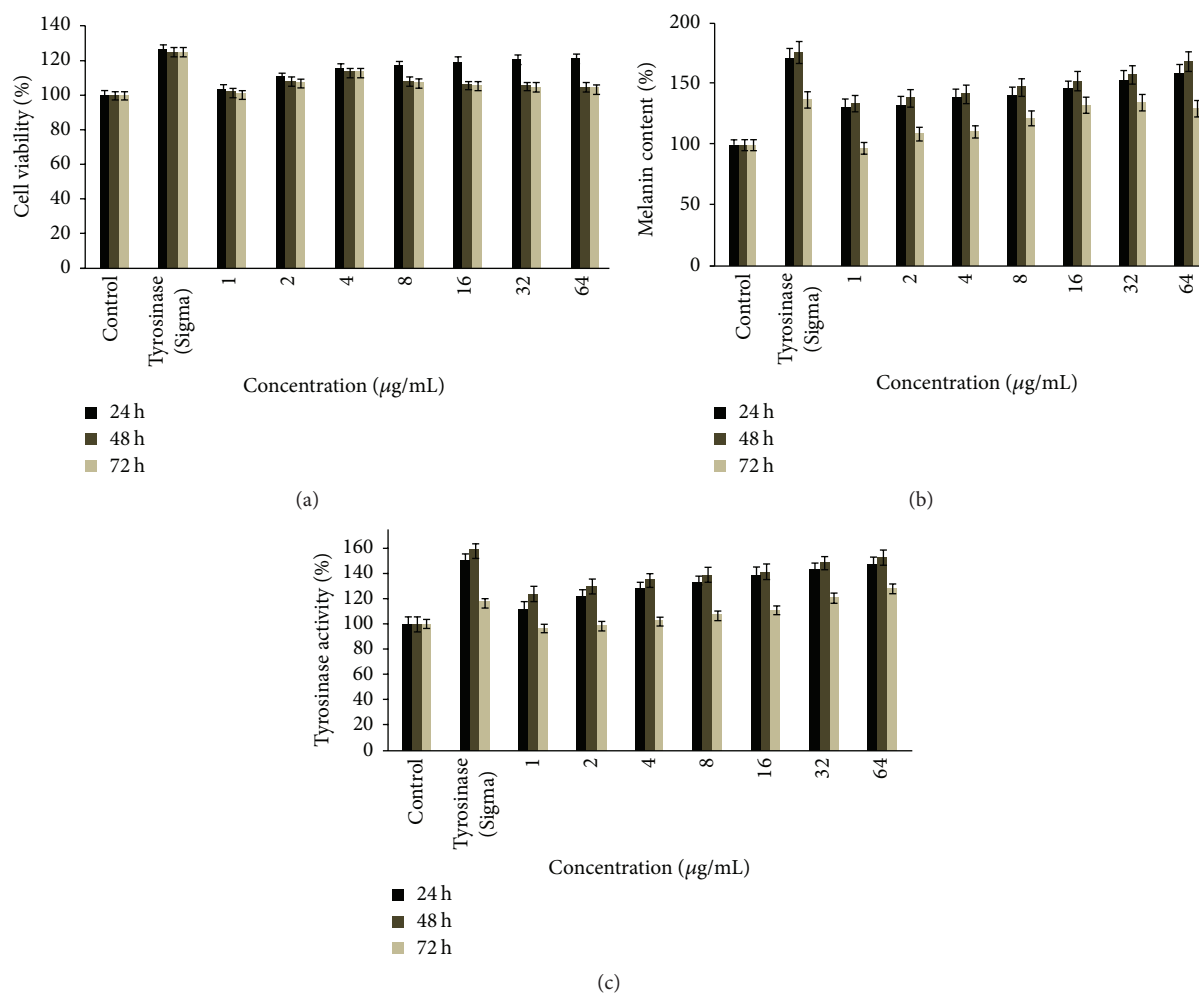 140
120
100
80
60
40
20
0
Cell viability (%)
Control
Tyrosinase
(Sigma)
1
2
4
8
16
32
64
Concentration (μg/mL)
24 h
48 h
72 h
(a)
200
150
100
50
0
Melanin content (%)
Control
Tyrosinase
(Sigma)
1
2
4
8
16
32
64
Concentration (μg/mL)
24 h
48 h
72 h
(b)
160
140
120
100
80
60
40
20
0
Tyrosinase activity (%)
Control
Tyrosinase
(Sigma)
1
2
4
8
16
32
64
Concentration (μg/mL)
24 h
48 h
72 h
(c)